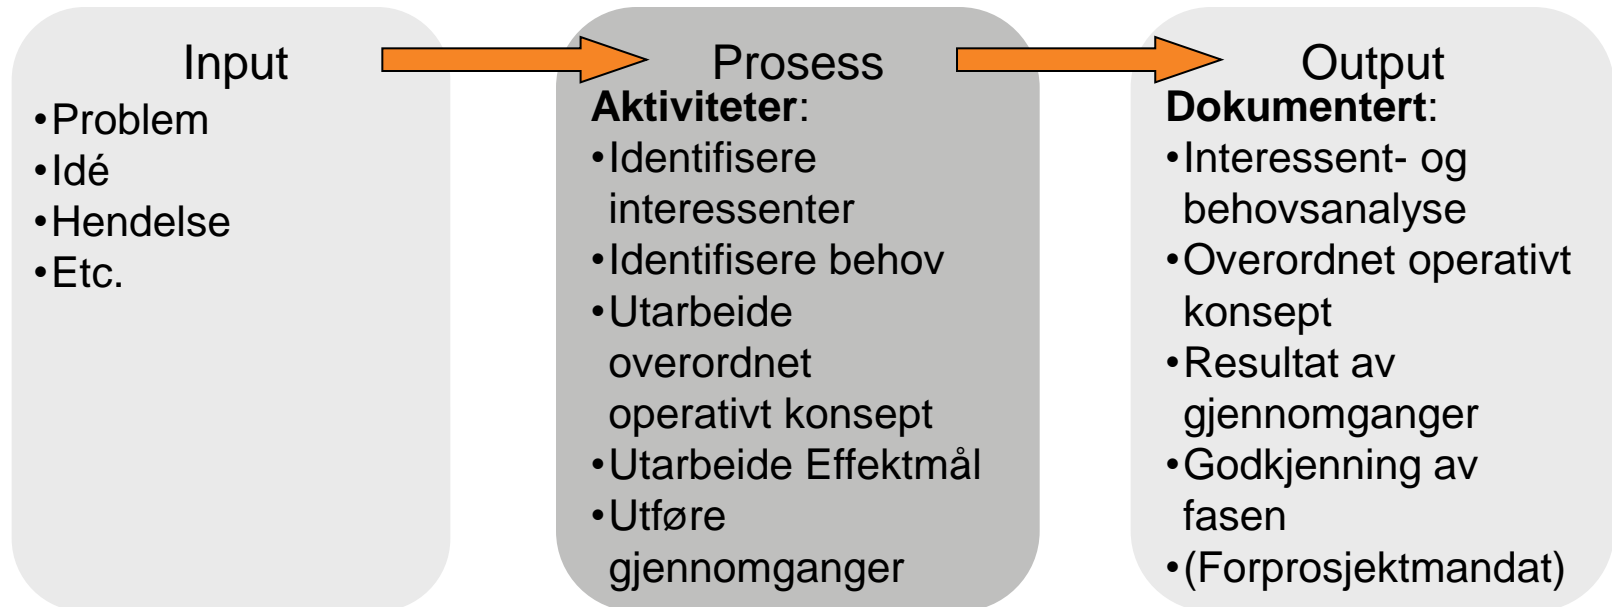 Input
•Problem
•Idé
•Hendelse
•Etc.
Prosess
Aktiviteter:
•Identifisere
interessenter
•Identifisere behov
•Utarbeide
overordnet
operativt konsept
•Utarbeide Effektmål
•Utføre
gjennomganger
Output
Dokumentert:
•Interessent- og
behovsanalyse
•Overordnet operativt
konsept
•Resultat av
gjennomganger
•Godkjenning av
fasen
•(Forprosjektmandat)